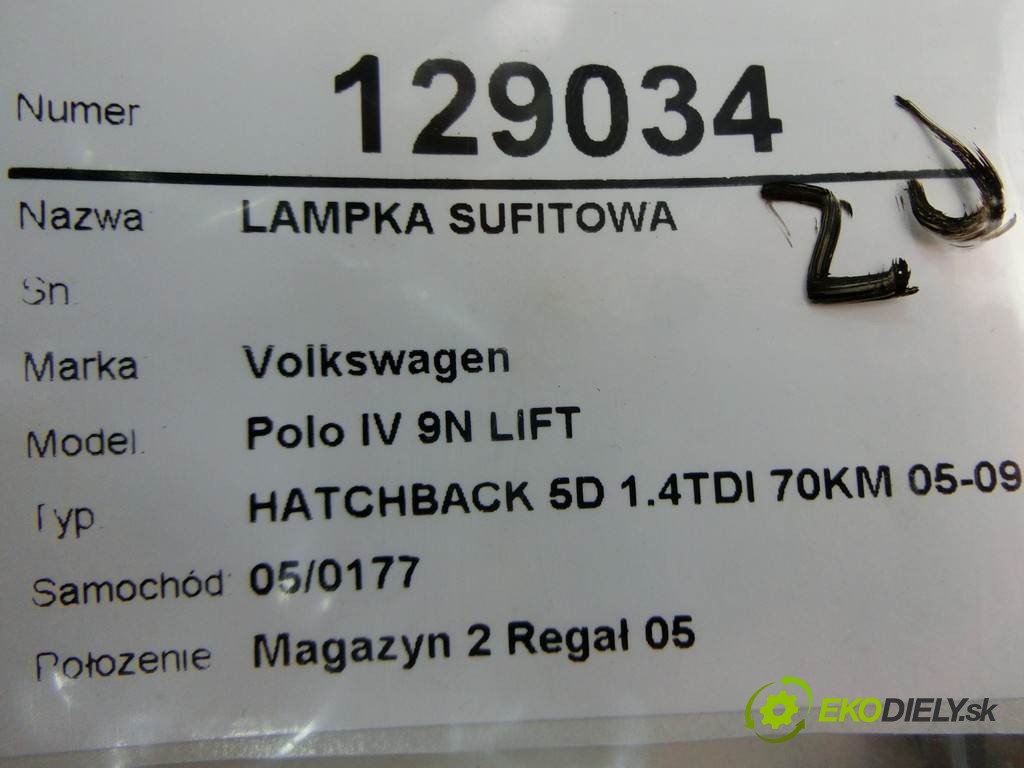 Numer 129034
Nazwa LAMPKA SUFITOWA
Sn.
Marka Volkswagen
Model. Polo IV 9N LIFT
Typ. HATCHBACK 5D 1.4TDI 70KM 05-09
Samochód 05/0177
Położenie Magazyn 2 Regał 05
EKODIELY.sk